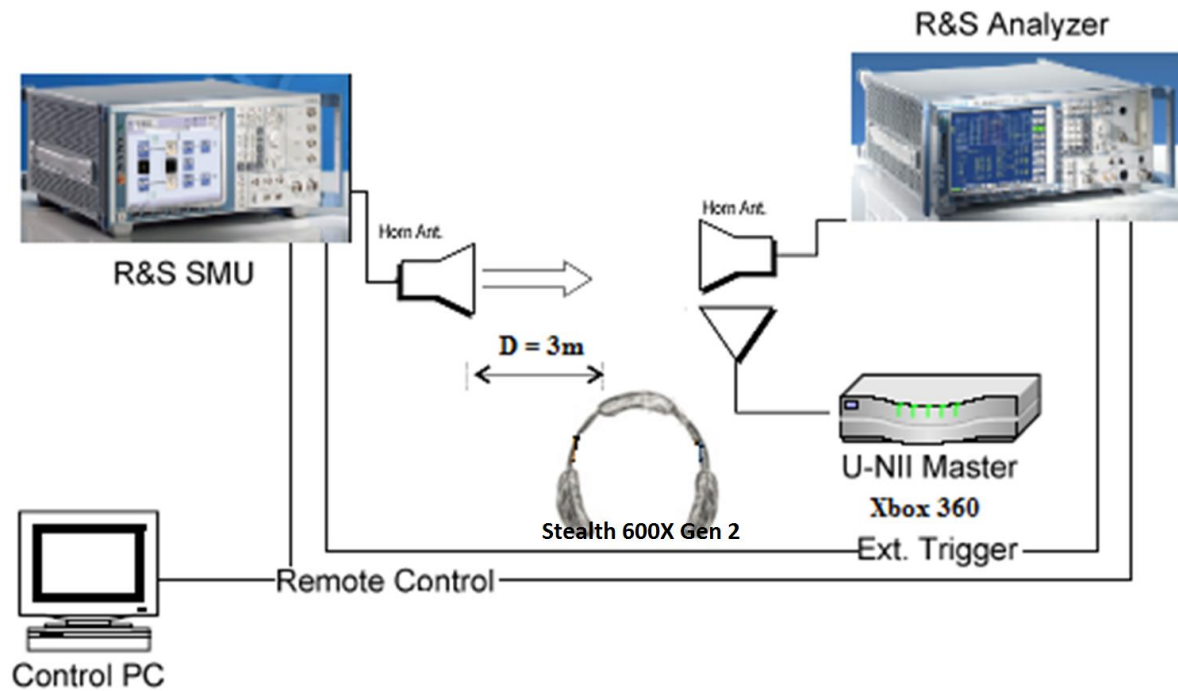 R&S Analyzer
Horn Ant.
Horn Ant.
R&S SMU
D = 3m
U-NII Master
Xbox 360
Stealth 600X Gen 2
Ext. Trigger
Remote Control
Control PC